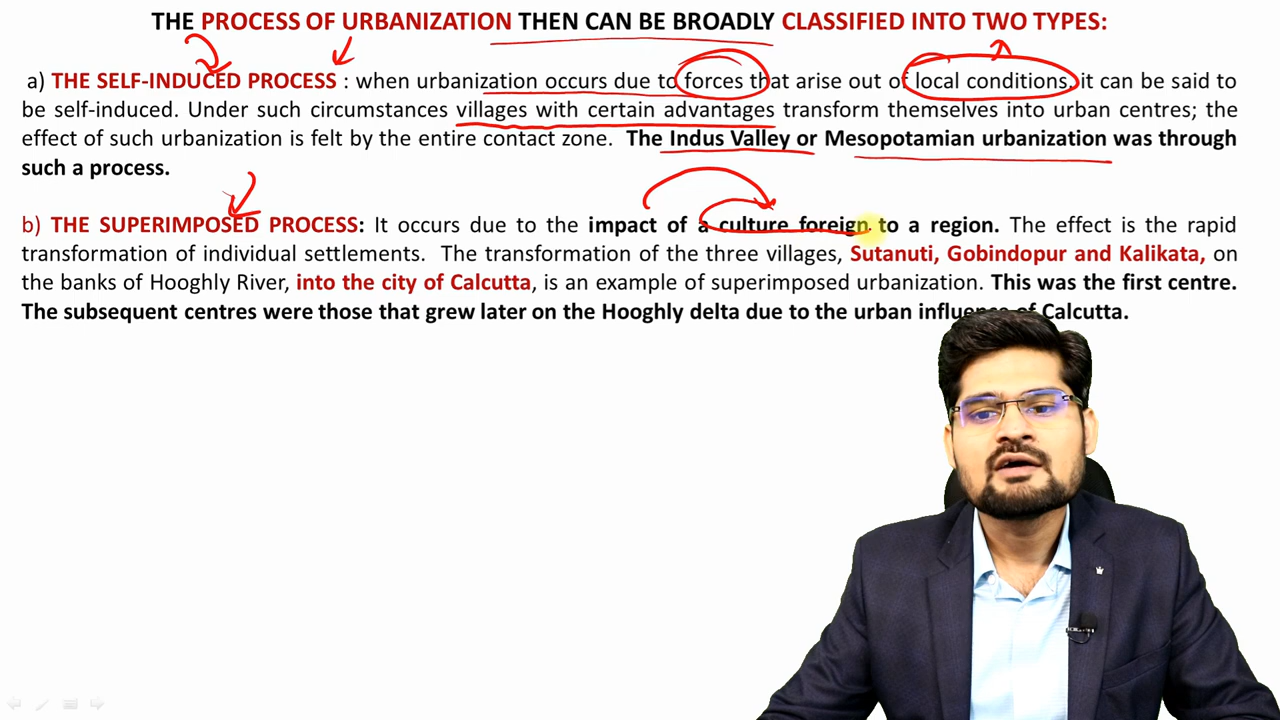 THE PROCESS OF URBANIZATION THEN CAN BE BROADLY CLASSIFIED INTO TWO TYPES:
a) THE SELF-INDUCED PROCESS : when urbanization occurs due to forces that arise out of local conditions, it can be said to
be self-induced. Under such circumstances villages with certain advantages transform themselves into urban centres; the
effect of such urbanization is felt by the entire contact zone. The Indus Valley or Mesopotamian urbanization was through
such a process.
b) THE SUPERIMPOSED PROCESS: It occurs due to the impact of a culture foreign to a region. The effect is the rapid
transformation of individual settlements. The transformation of the three villages, Sutanuti, Gobindopur and Kalikata, on
the banks of Hooghly River, into the city of Calcutta, is an example of superimposed urbanization. This was the first centre.
The subsequent centres were those that grew later on the Hooghly delta due to the urban influence of Calcutta.